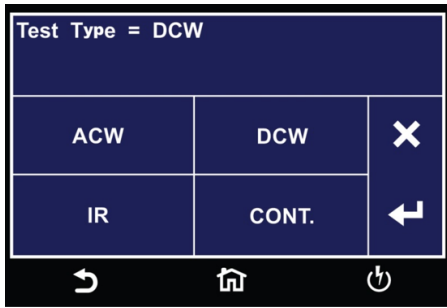 Test Type = DCW
ACW DCW
IR CONT.